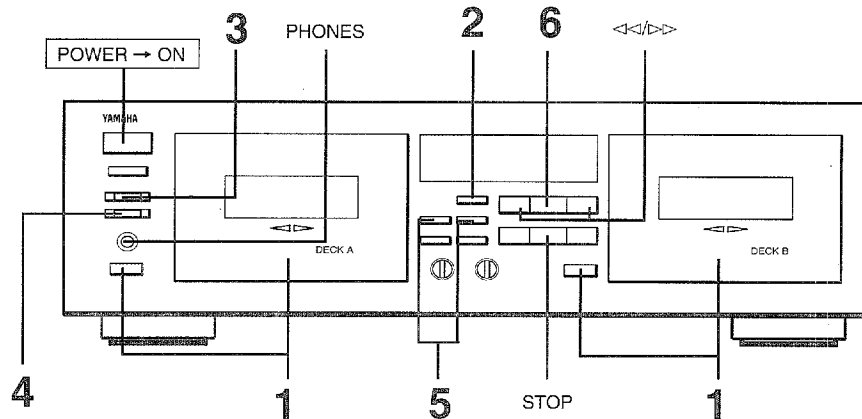 3 PHONES 2 6 ◁◁/▷▷
POWER → ON
YAMAHA
◁▷ ◁▷
DECK A DECK B
4 1 5 STOP 1